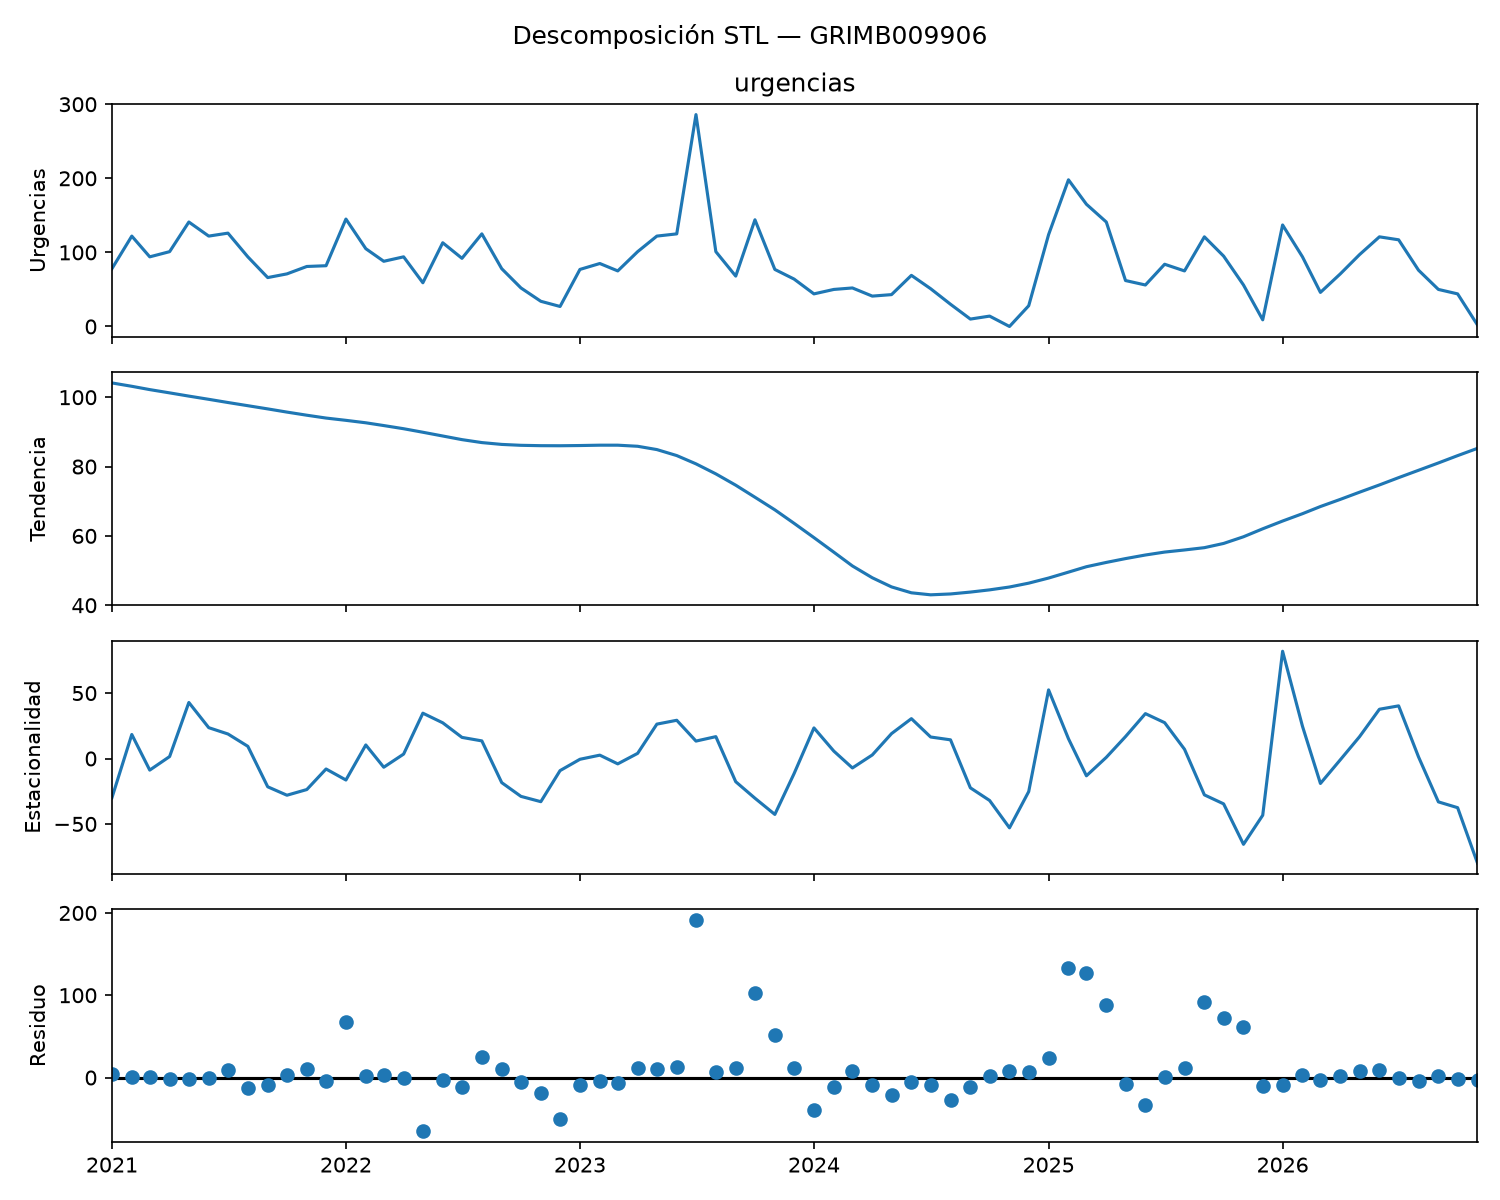 Descomposición STL — GRIMB009906
urgencias
Urgencias
300
200
100
0
Tendencia
100
80
60
40
Estacionalidad
50
0
−50
Residuo
200
100
0
2021 2022 2023 2024 2025 2026